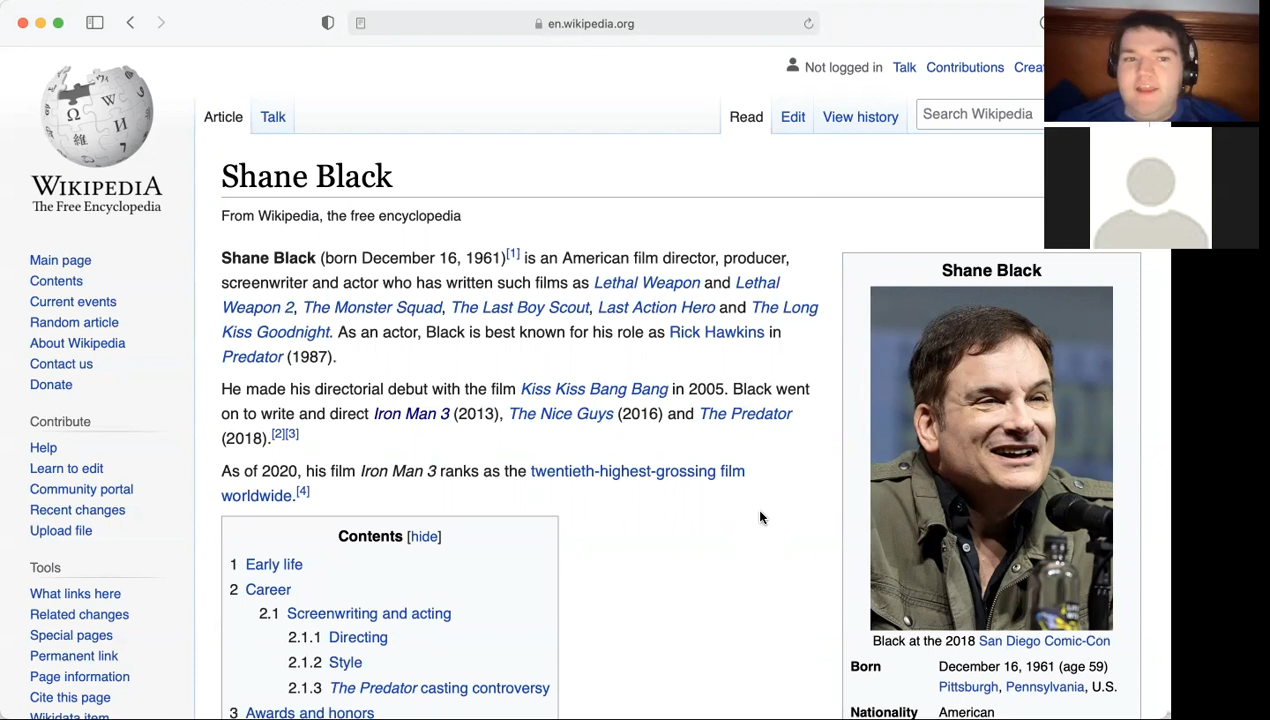 en.wikipedia.org
Not logged in Talk Contributions Crea
Article Talk Read Edit View history Search Wikipedia
WIKIPEDIA
The Free Encyclopedia
Shane Black
From Wikipedia, the free encyclopedia
Main page
Contents
Current events
Random article
About Wikipedia
Contact us
Donate
Contribute
Help
Learn to edit
Community portal
Recent changes
Upload file
Tools
What links here
Related changes
Special pages
Permanent link
Page information
Cite this page
Wikidata item
Shane Black (born December 16, 1961)[1] is an American film director, producer,
screenwriter and actor who has written such films as Lethal Weapon and Lethal
Weapon 2, The Monster Squad, The Last Boy Scout, Last Action Hero and The Long
Kiss Goodnight. As an actor, Black is best known for his role as Rick Hawkins in
Predator (1987).
He made his directorial debut with the film Kiss Kiss Bang Bang in 2005. Black went
on to write and direct Iron Man 3 (2013), The Nice Guys (2016) and The Predator
(2018).[2][3]
As of 2020, his film Iron Man 3 ranks as the twentieth-highest-grossing film
worldwide.[4]
Contents [hide]
1 Early life
2 Career
2.1 Screenwriting and acting
2.1.1 Directing
2.1.2 Style
2.1.3 The Predator casting controversy
3 Awards and honors
Shane Black
Black at the 2018 San Diego Comic-Con
Born December 16, 1961 (age 59)
Pittsburgh, Pennsylvania, U.S.
Nationality American